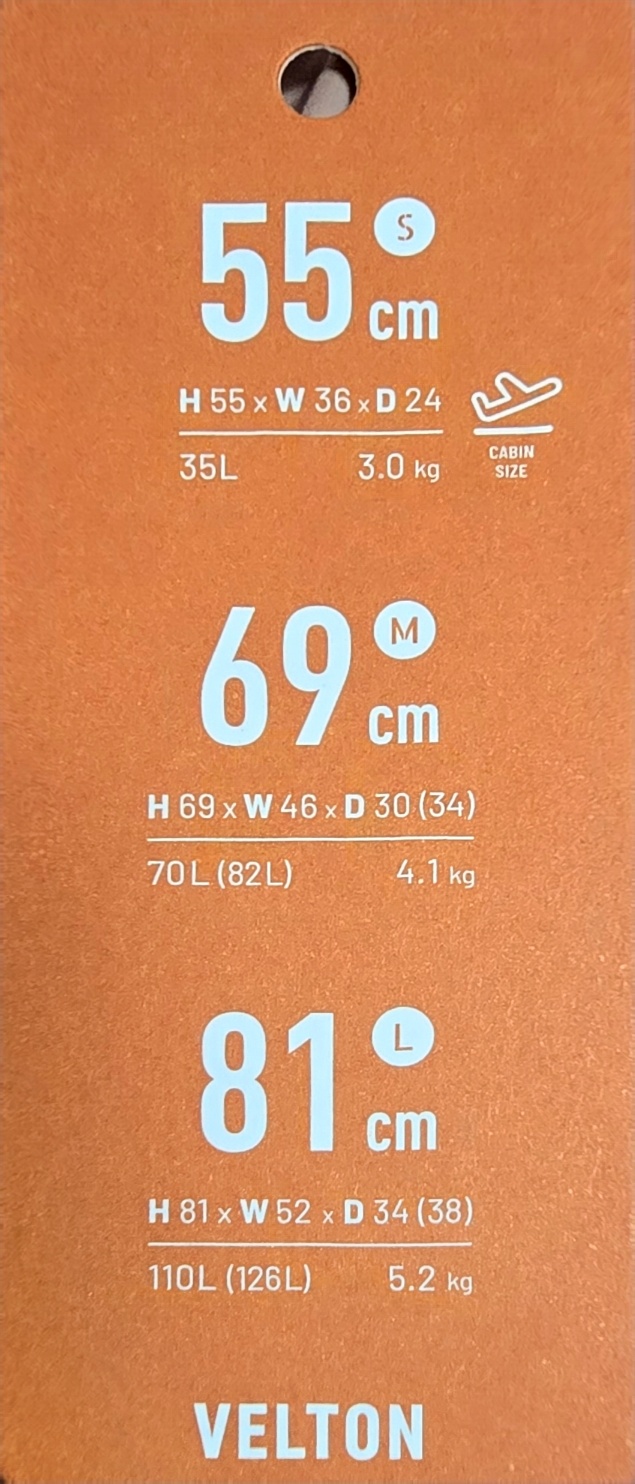 55 S
cm
H 55 x W 36 x D 24
35L 3.0 kg
CABIN
SIZE
69 M
cm
H 69 x W 46 x D 30 (34)
70L (82L) 4.1 kg
81 L
cm
H 81 x W 52 x D 34 (38)
110L (126L) 5.2 kg
VELTON